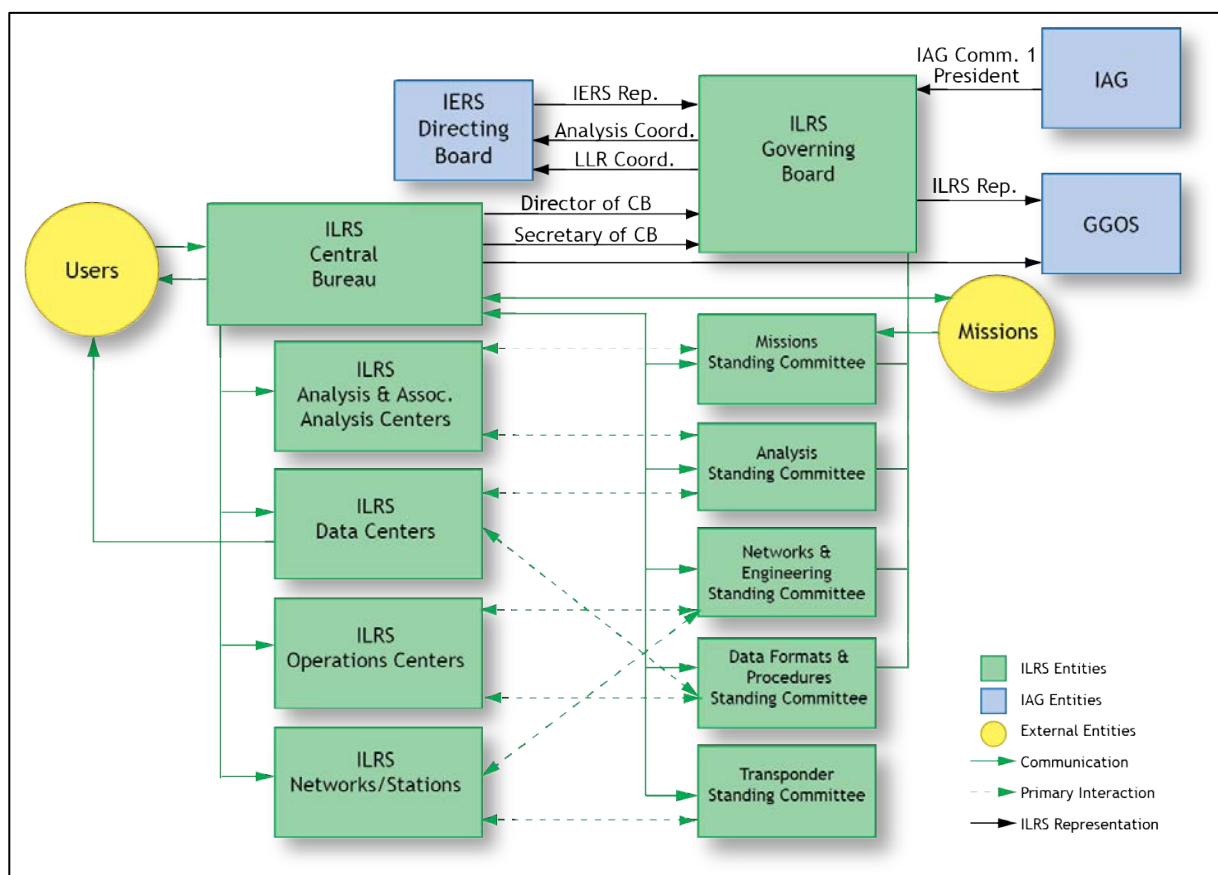 IAG Comm. 1
President
IAG
IERS
Directing
Board
IERS Rep.
Analysis Coord.
LLR Coord.
ILRS
Governing
Board
ILRS Rep.
GGOS
Users
ILRS
Central
Bureau
Director of CB
Secretary of CB
Missions
ILRS
Analysis & Assoc.
Analysis Centers
Missions
Standing Committee
Analysis
Standing Committee
ILRS
Data Centers
Networks &
Engineering
Standing Committee
ILRS
Operations Centers
Data Formats &
Procedures
Standing Committee
ILRS
Networks/Stations
Transponder
Standing Committee
ILRS Entities
IAG Entities
External Entities
Communication
Primary Interaction
ILRS Representation